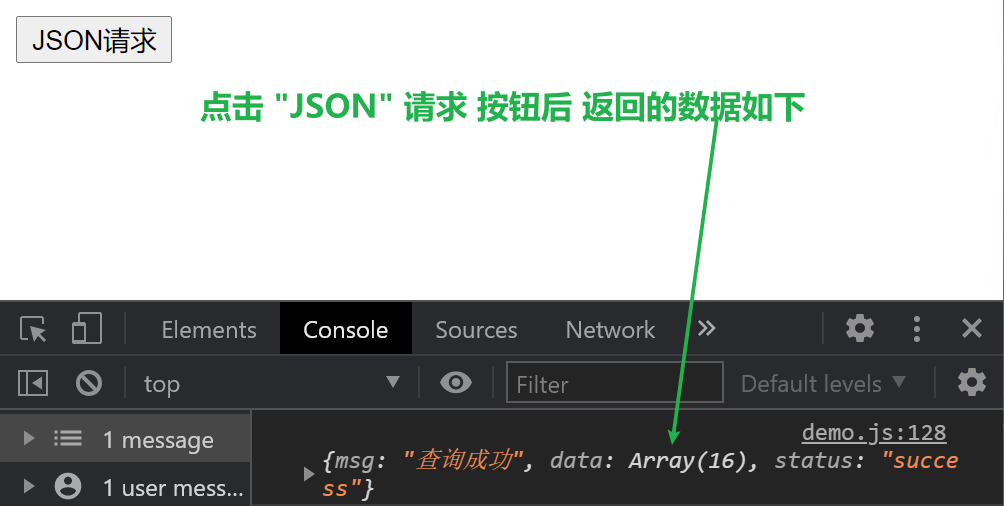 JSON请求
点击 "JSON" 请求 按钮后 返回的数据如下
Elements Console Sources Network
top Filter Default levels
1 message
demo.js:128
{msg: "查询成功", data: Array(16), status: "succe
1 user mess...
ss"}